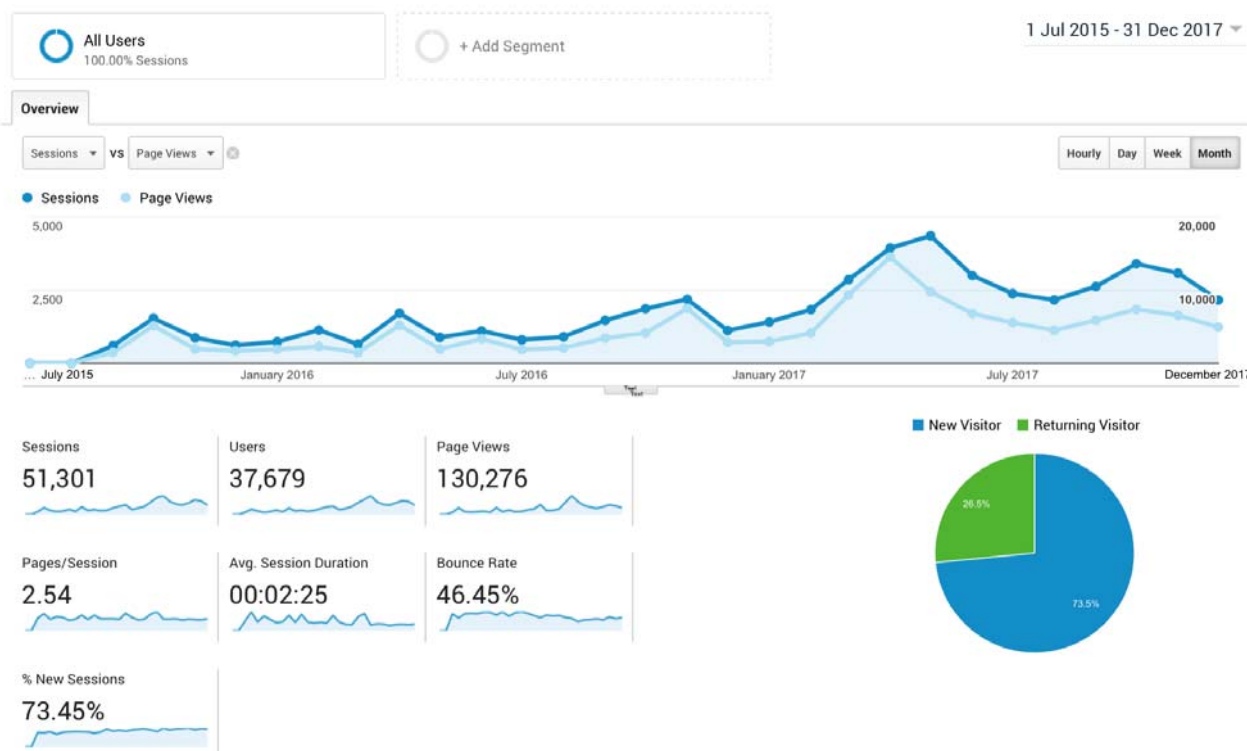 All Users
100.00% Sessions
+ Add Segment
1 Jul 2015 - 31 Dec 2017
Overview
Sessions vs Page Views
Hourly Day Week Month
Sessions Page Views
5,000 20,000
2,500 10,000
... July 2015 January 2016 July 2016 January 2017 July 2017 December 2017
New Visitor Returning Visitor
Sessions Users Page Views
51,301 37,679 130,276
26.5%
Pages/Session Avg. Session Duration Bounce Rate
2.54 00:02:25 46.45%
73.5%
% New Sessions
73.45%